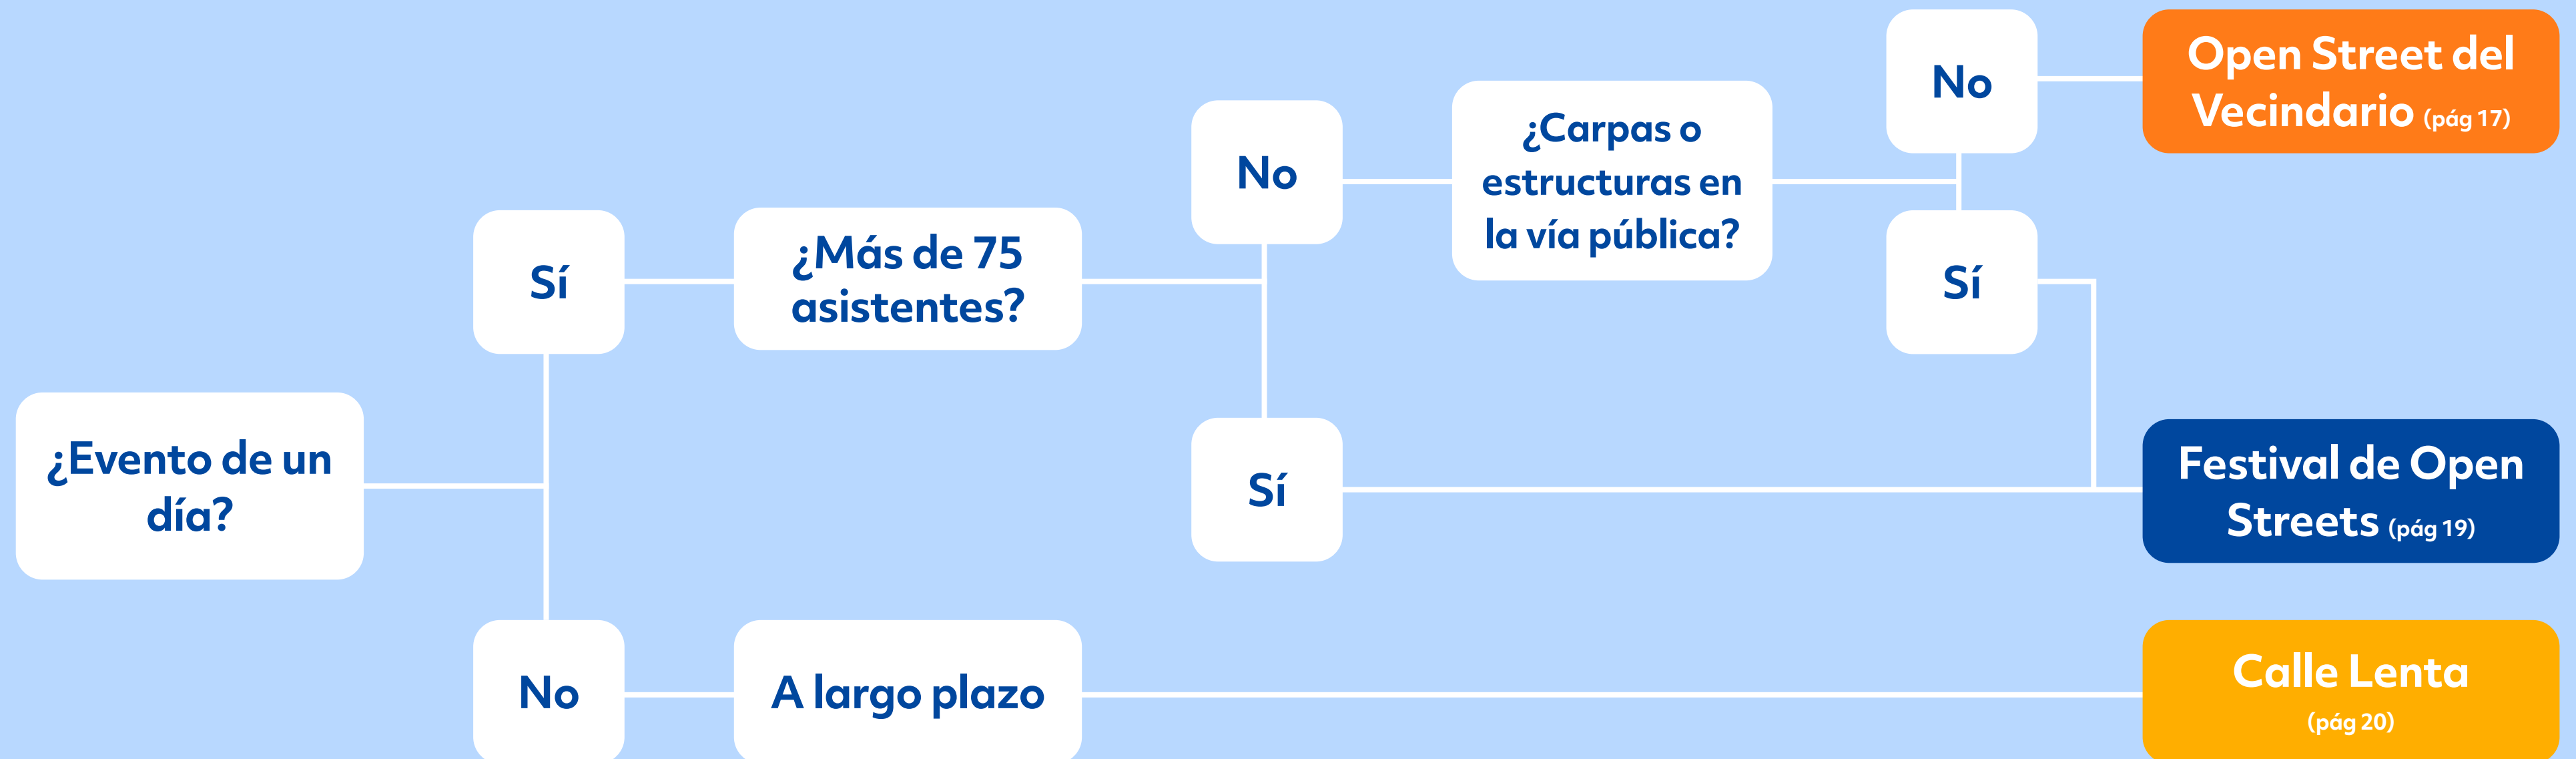 ¿Evento de un
día?
Sí
No
¿Más de 75
asistentes?
A largo plazo
No
Sí
¿Carpas o
estructuras en
la vía pública?
No
Sí
Open Street del
Vecindario (pág 17)
Festival de Open
Streets (pág 19)
Calle Lenta
(pág 20)